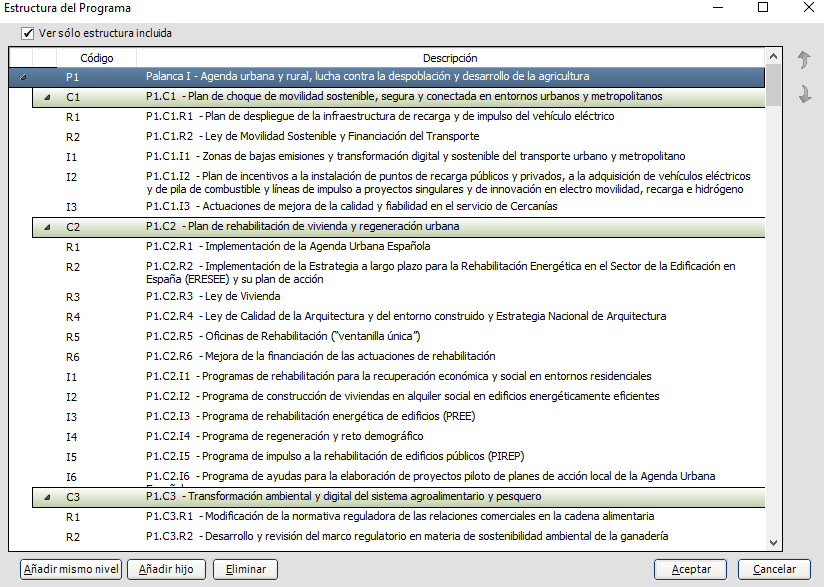 Estructura del Programa
Ver sólo estructura incluida
Código Descripción
P1 Palanca I - Agenda urbana y rural, lucha contra la despoblación y desarrollo de la agricultura
C1 P1.C1 - Plan de choque de movilidad sostenible, segura y conectada en entornos urbanos y metropolitanos
R1 P1.C1.R1 - Plan de despliegue de la infraestructura de recarga y de impulso del vehículo eléctrico
R2 P1.C1.R2 - Ley de Movilidad Sostenible y Financiación del Transporte
I1 P1.C1.I1 - Zonas de bajas emisiones y transformación digital y sostenible del transporte urbano y metropolitano
I2 P1.C1.I2 - Plan de incentivos a la instalación de puntos de recarga públicos y privados, a la adquisición de vehículos eléctricos
y de pila de combustible y líneas de impulso a proyectos singulares y de innovación en electro movilidad, recarga e hidrógeno
I3 P1.C1.I3 - Actuaciones de mejora de la calidad y fiabilidad en el servicio de Cercanías
C2 P1.C2 - Plan de rehabilitación de vivienda y regeneración urbana
R1 P1.C2.R1 - Implementación de la Agenda Urbana Española
R2 P1.C2.R2 - Implementación de la Estrategia a largo plazo para la Rehabilitación Energética en el Sector de la Edificación en
España (ERESEE) y su plan de acción
R3 P1.C2.R3 - Ley de Vivienda
R4 P1.C2.R4 - Ley de Calidad de la Arquitectura y del entorno construido y Estrategia Nacional de Arquitectura
R5 P1.C2.R5 - Oficinas de Rehabilitación ("ventanilla única")
R6 P1.C2.R6 - Mejora de la financiación de las actuaciones de rehabilitación
I1 P1.C2.I1 - Programas de rehabilitación para la recuperación económica y social en entornos residenciales
I2 P1.C2.I2 - Programa de construcción de viviendas en alquiler social en edificios energéticamente eficientes
I3 P1.C2.I3 - Programa de rehabilitación energética de edificios (PREE)
I4 P1.C2.I4 - Programa de regeneración y reto demográfico
I5 P1.C2.I5 - Programa de impulso a la rehabilitación de edificios públicos (PIREP)
I6 P1.C2.I6 - Programa de ayudas para la elaboración de proyectos piloto de planes de acción local de la Agenda Urbana
C3 P1.C3 - Transformación ambiental y digital del sistema agroalimentario y pesquero
R1 P1.C3.R1 - Modificación de la normativa reguladora de las relaciones comerciales en la cadena alimentaria
R2 P1.C3.R2 - Desarrollo y revisión del marco regulatorio en materia de sostenibilidad ambiental de la ganadería
Añadir mismo nivel Añadir hijo Eliminar Aceptar Cancelar